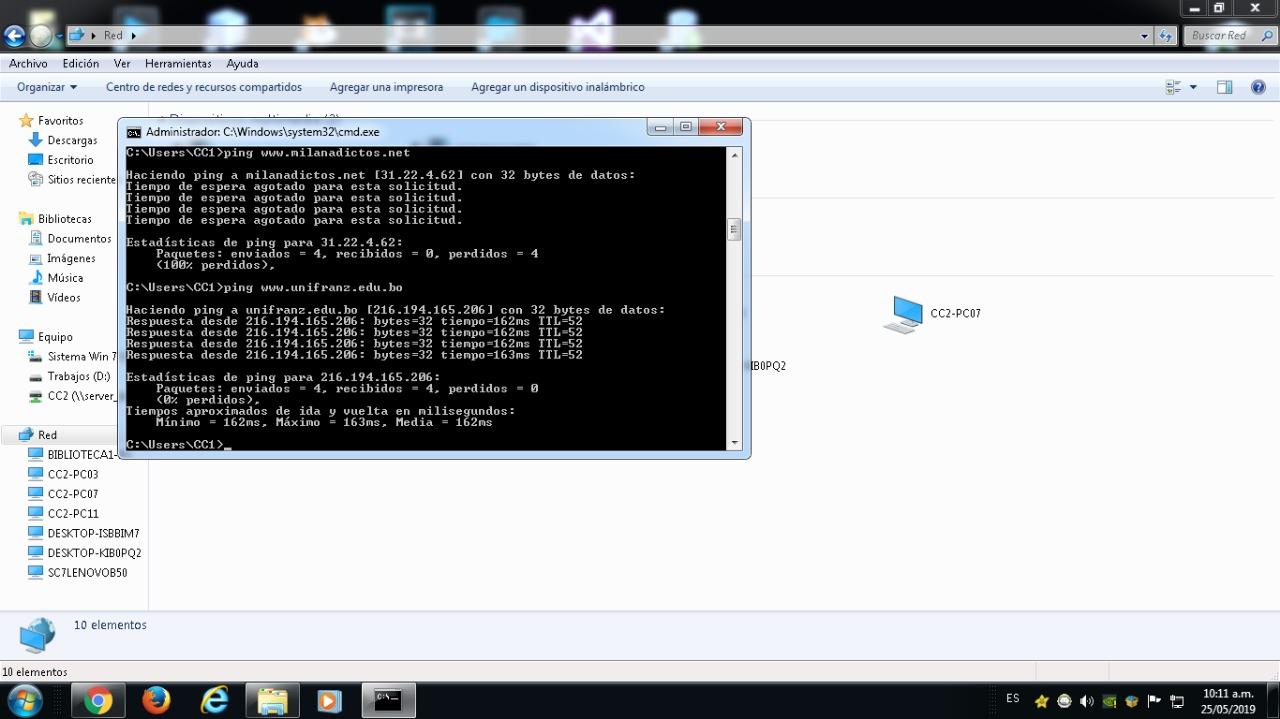 Red
Buscar Red
Archivo Edición Ver Herramientas Ayuda
Organizar Centro de redes y recursos compartidos Agregar una impresora Agregar un dispositivo inalámbrico
Favoritos
Descargas
Escritorio
Sitios reciente
Bibliotecas
Documentos
Imágenes
Música
Vídeos
Equipo
Sistema Win 7
Trabajos (D:)
CC2 (\\server_
Red
BIBLIOTECA1-
CC2-PC03
CC2-PC07
CC2-PC11
DESKTOP-ISBBIM7
DESKTOP-KIB0PQ2
SC7LENOVOB50
Administrador: C:\Windows\system32\cmd.exe
C:\Users\CC1>ping www.milanadictos.net
Haciendo ping a milanadictos.net [31.22.4.62] con 32 bytes de datos:
Tiempo de espera agotado para esta solicitud.
Tiempo de espera agotado para esta solicitud.
Tiempo de espera agotado para esta solicitud.
Tiempo de espera agotado para esta solicitud.
Estadísticas de ping para 31.22.4.62:
Paquetes: enviados = 4, recibidos = 0, perdidos = 4
(100% perdidos),
C:\Users\CC1>ping www.unifranz.edu.bo
Haciendo ping a unifranz.edu.bo [216.194.165.206] con 32 bytes de datos:
Respuesta desde 216.194.165.206: bytes=32 tiempo=162ms TTL=52
Respuesta desde 216.194.165.206: bytes=32 tiempo=162ms TTL=52
Respuesta desde 216.194.165.206: bytes=32 tiempo=162ms TTL=52
Respuesta desde 216.194.165.206: bytes=32 tiempo=163ms TTL=52
Estadísticas de ping para 216.194.165.206:
Paquetes: enviados = 4, recibidos = 4, perdidos = 0
(0% perdidos),
Tiempos aproximados de ida y vuelta en milisegundos:
Mínimo = 162ms, Máximo = 163ms, Media = 162ms
C:\Users\CC1>_
CC2-PC07
IB0PQ2
10 elementos
10 elementos
ES
10:11 a.m.
25/05/2019